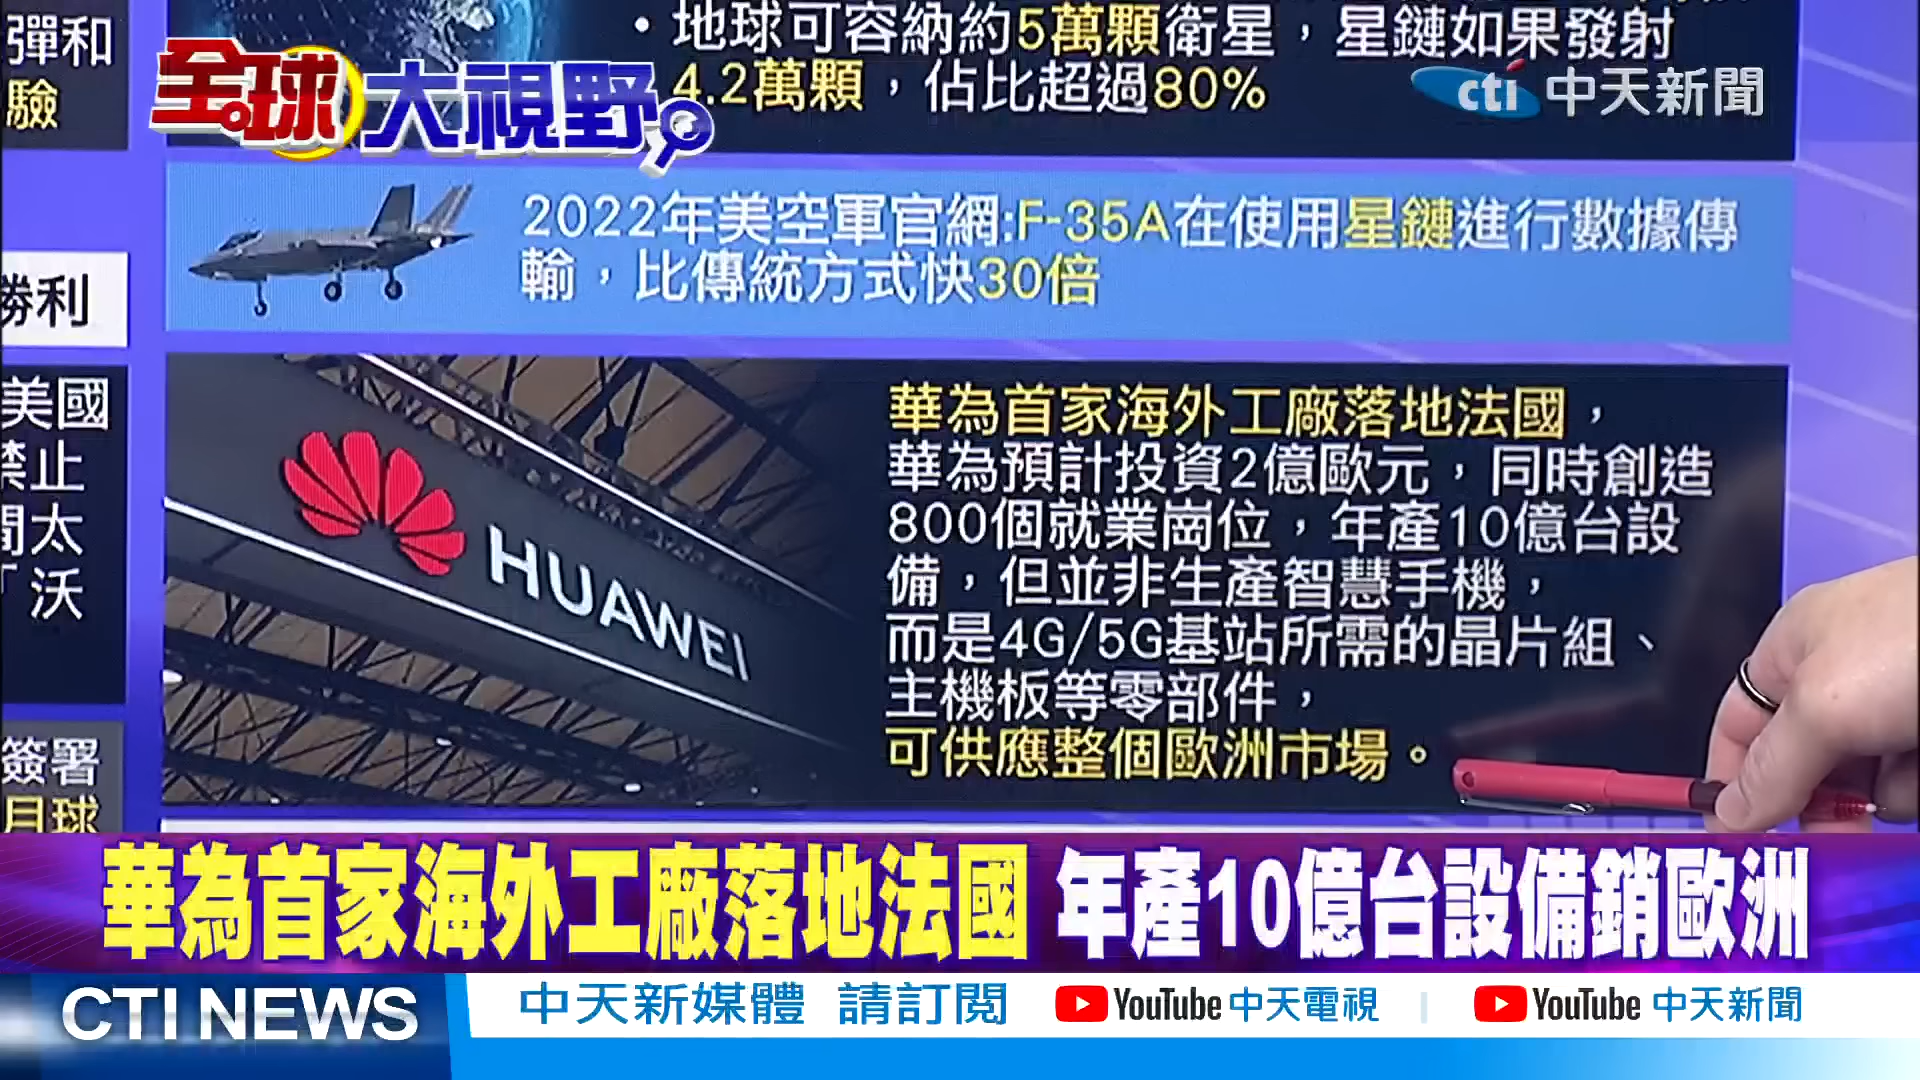 彈和
驗
勝利
美國
禁止
間太
「沃
簽署
月球
全球大視野
•地球可容納約5萬顆衛星，星鏈如果發射
4.2萬顆，佔比超過80%
cti 中天新聞
2022年美空軍官網:F-35A在使用星鏈進行數據傳
輸，比傳統方式快30倍
HUAWEI
華為首家海外工廠落地法國，
華為預計投資2億歐元，同時創造
800個就業崗位，年產10億台設
備，但並非生產智慧手機，
而是4G/5G基站所需的晶片組、
主機板等零部件，
可供應整個歐洲市場。
華為首家海外工廠落地法國 年產10億台設備銷歐洲
CTI NEWS 中天新媒體 請訂閱 YouTube 中天電視 | YouTube 中天新聞